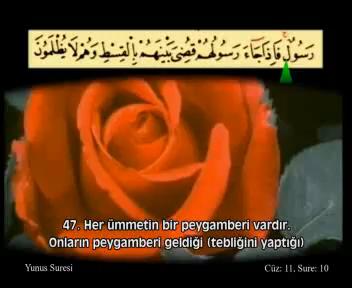 رَسُولٌ فَاِذَا جَٓاءَ رَسُولُهُمْ قُضِىَ بَيْنَهُمْ بِالْقِسْطِ وَهُمْ لَا يُظْلَمُونَ
47. Her ümmetin bir peygamberi vardır.
Onların peygamberi geldiği (tebliğini yaptığı)
Yunus Suresi
Cüz: 11, Sure: 10